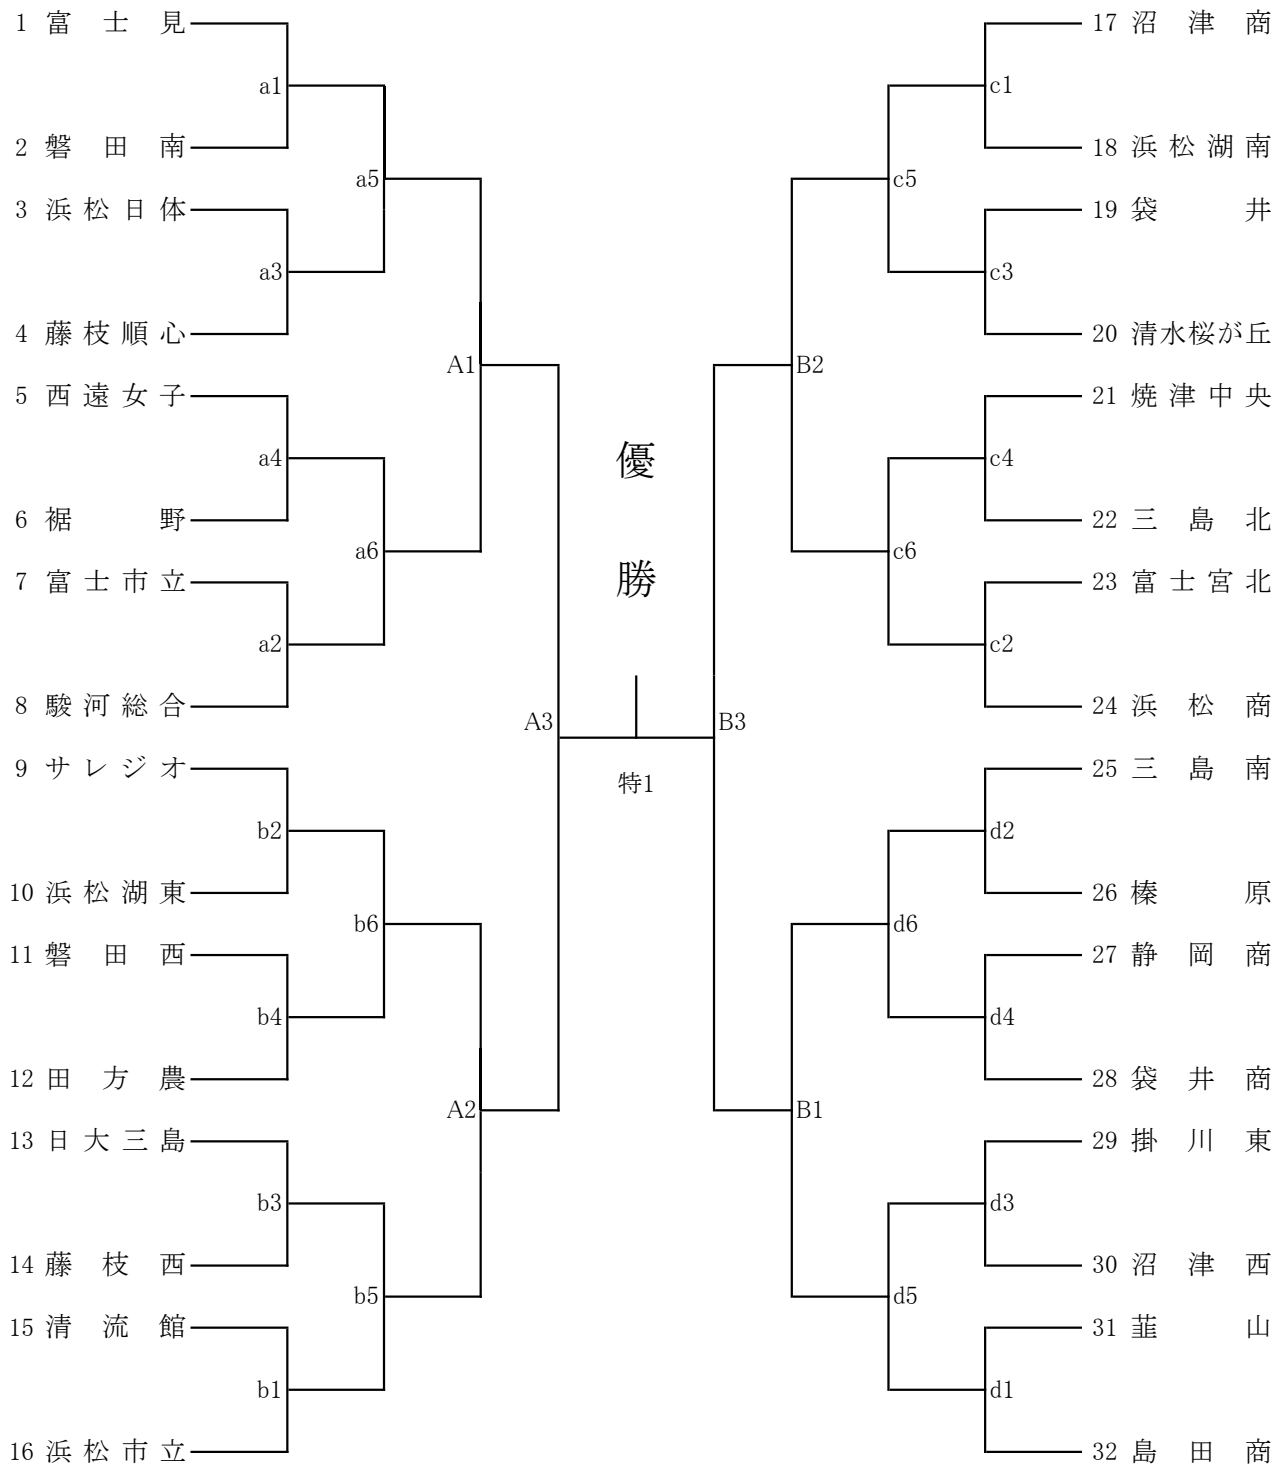 1 富士見
a1
2 磐田南
a5
3 浜松日体
a3
4 藤枝順心
A1
5 西遠女子
a4
6 裾野
a6
7 富士市立
a2
8 駿河総合
A3
9 サレジオ
b2
10 浜松湖東
b6
11 磐田西
b4
12 田方農
A2
13 日大三島
b3
14 藤枝西
b5
15 清流館
b1
16 浜松市立
優
勝
特1
17 沼津商
c1
18 浜松湖南
c5
19 袋井
c3
20 清水桜が丘
B2
21 焼津中央
c4
22 三島北
c6
23 富士宮北
c2
24 浜松商
B3
25 三島南
d2
26 榛原
d6
27 静岡商
d4
28 袋井商
B1
29 掛川東
d3
30 沼津西
d5
31 韮山
d1
32 島田商